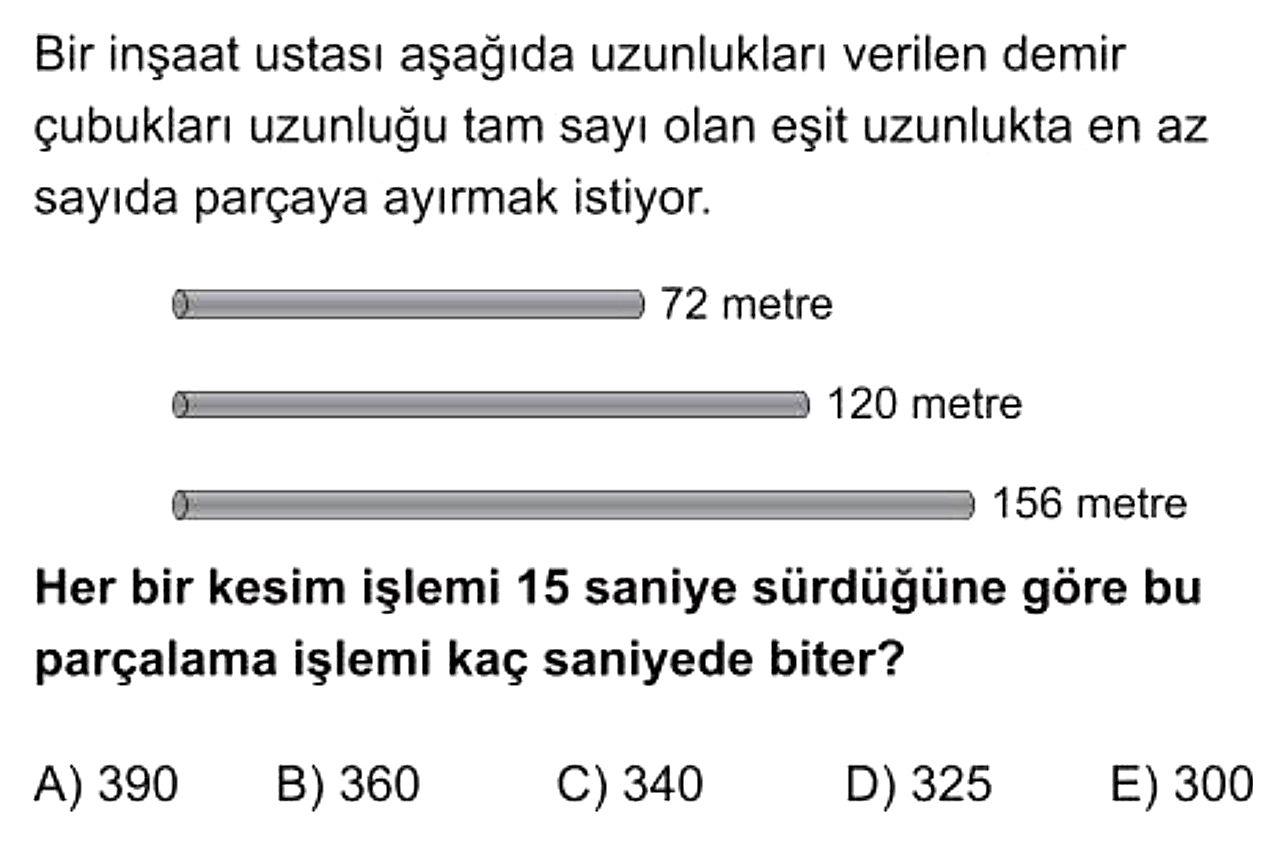 Bir inşaat ustası aşağıda uzunlukları verilen demir
çubukları uzunluğu tam sayı olan eşit uzunlukta en az
sayıda parçaya ayırmak istiyor.
72 metre
120 metre
156 metre
Her bir kesim işlemi 15 saniye sürdüğüne göre bu
parçalama işlemi kaç saniyede biter?
A) 390 B) 360 C) 340 D) 325 E) 300